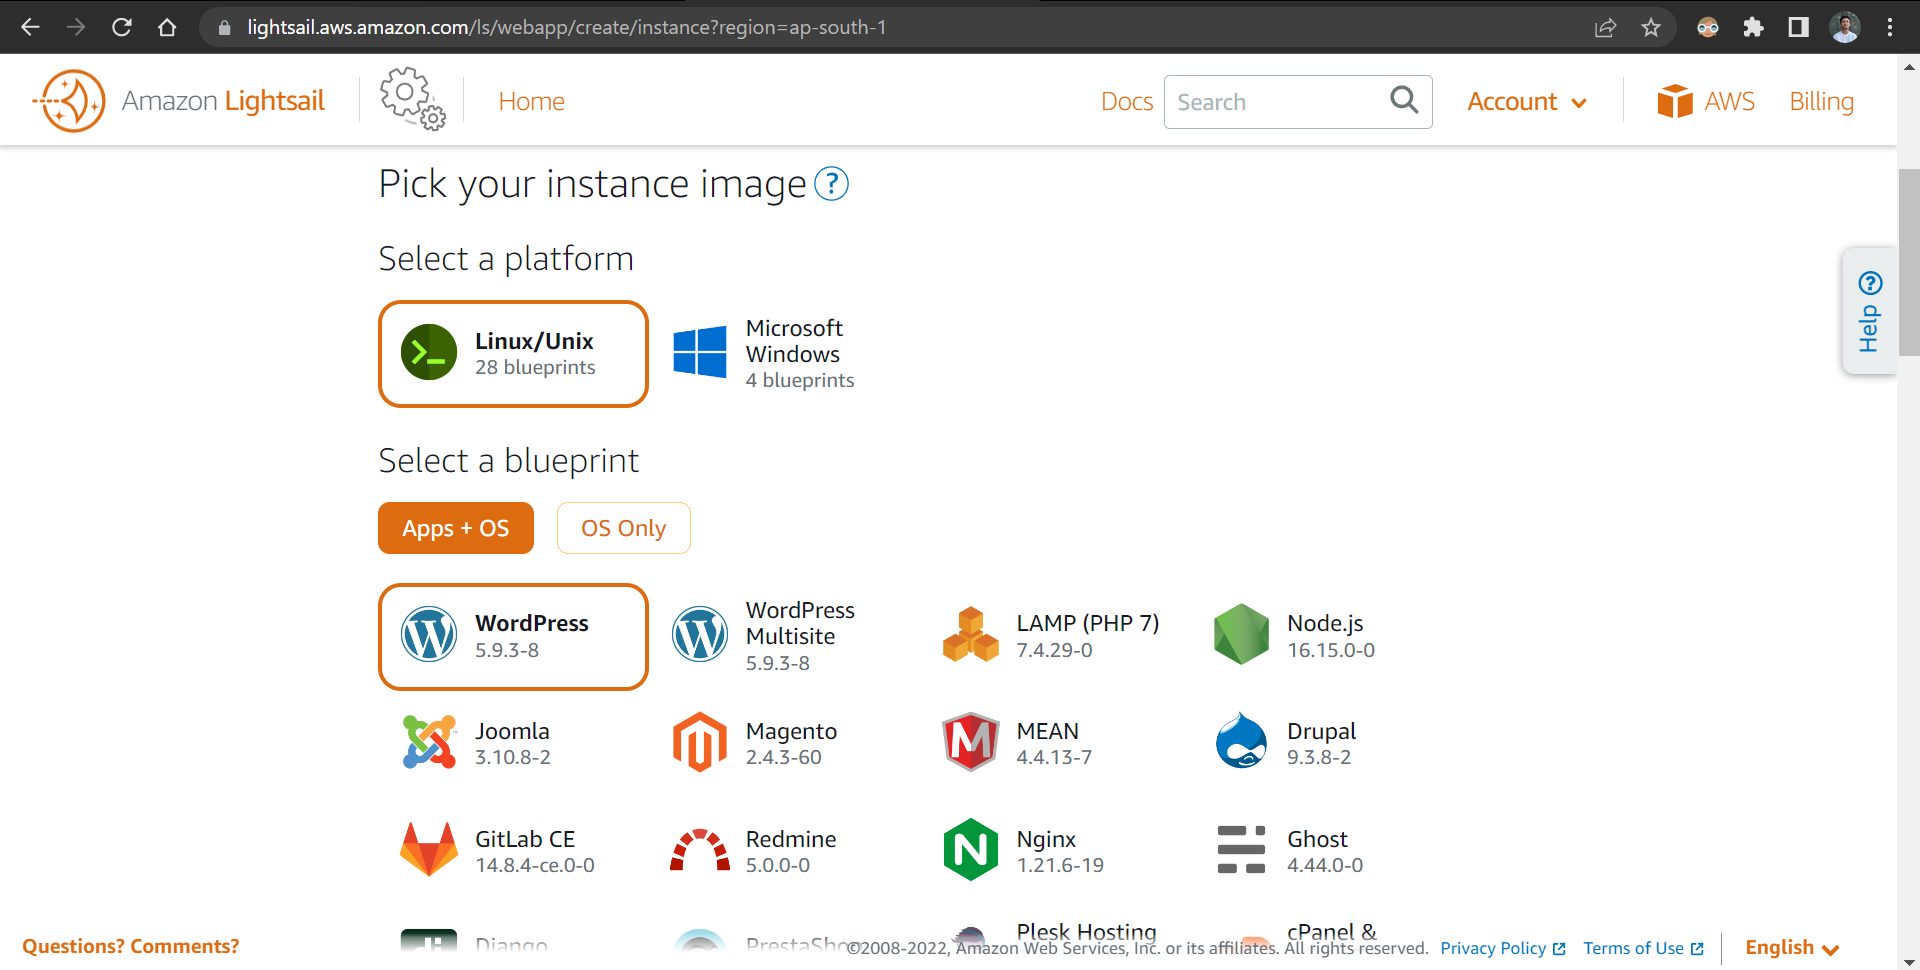 lightsail.aws.amazon.com/ls/webapp/create/instance?region=ap-south-1
Amazon Lightsail
Home
Docs
Search
Account
AWS
Billing
Pick your instance image ?
Select a platform
Linux/Unix
28 blueprints
Microsoft
Windows
4 blueprints
Help ?
Select a blueprint
Apps + OS
OS Only
WordPress
5.9.3-8
WordPress
Multisite
5.9.3-8
LAMP (PHP 7)
7.4.29-0
Node.js
16.15.0-0
Joomla
3.10.8-2
Magento
2.4.3-60
MEAN
4.4.13-7
Drupal
9.3.8-2
GitLab CE
14.8.4-ce.0-0
Redmine
5.0.0-0
Nginx
1.21.6-19
Ghost
4.44.0-0
Django
PrestaShop
Plesk Hosting
cPanel &
Questions? Comments?
©2008-2022, Amazon Web Services, Inc. or its affiliates. All rights reserved.
Privacy Policy
Terms of Use
English